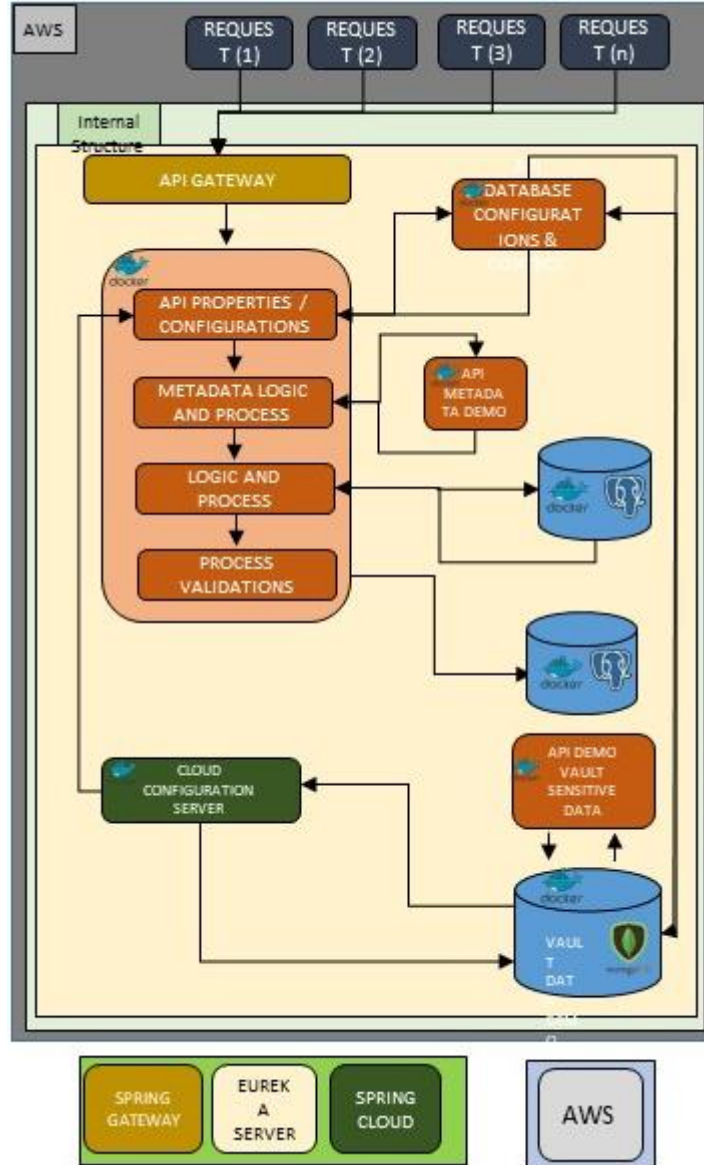 AWS
REQUES
T (1)
REQUES
T (2)
REQUES
T (3)
REQUES
T (n)
Internal
Structure
API GATEWAY
DATABASE
CONFIGURAT
IONS &
docker
API PROPERTIES /
CONFIGURATIONS
METADATA LOGIC
AND PROCESS
API
METADA
TA DEMO
LOGIC AND
PROCESS
docker
PROCESS
VALIDATIONS
docker
CLOUD
CONFIGURATION
SERVER
API DEMO
VAULT
SENSITIVE
DATA
docker
VAUL
T
DAT
SPRING
GATEWAY
EUREK
A
SERVER
SPRING
CLOUD
AWS